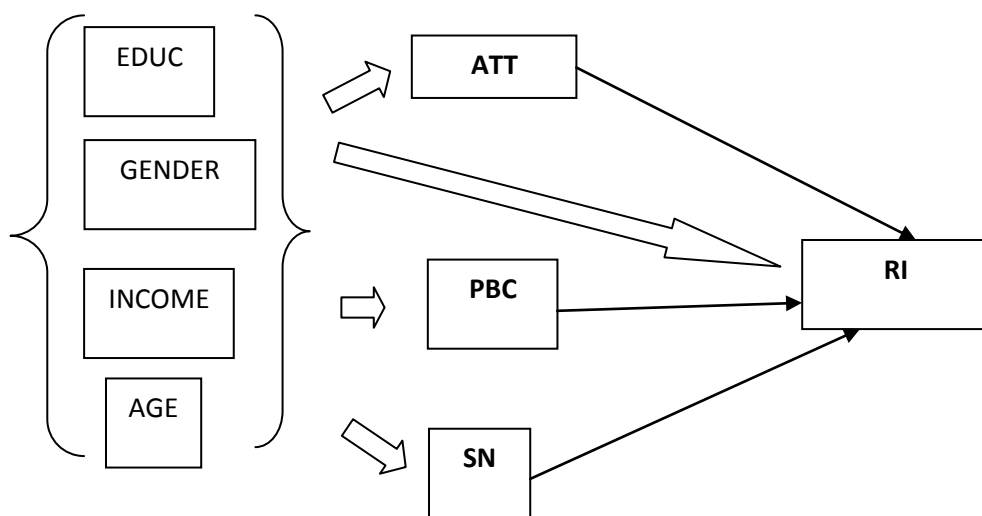 EDUC
GENDER
INCOME
AGE
ATT
PBC
SN
RI